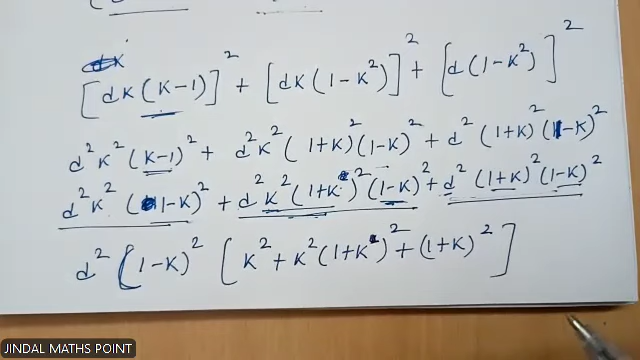 [dK(K-1)]² + [dK(1-K²)]² + [d(1-K²)]²
d²K²(K-1)² + d²K²(1+K)²(1-K)² + d²(1+K)²(1-K)²
d²K²(1-K)² + d²K²(1+K)²(1-K)² + d²(1+K)²(1-K)²
d²(1-K)² [K² + K²(1+K)² + (1+K)²]
JINDAL MATHS POINT